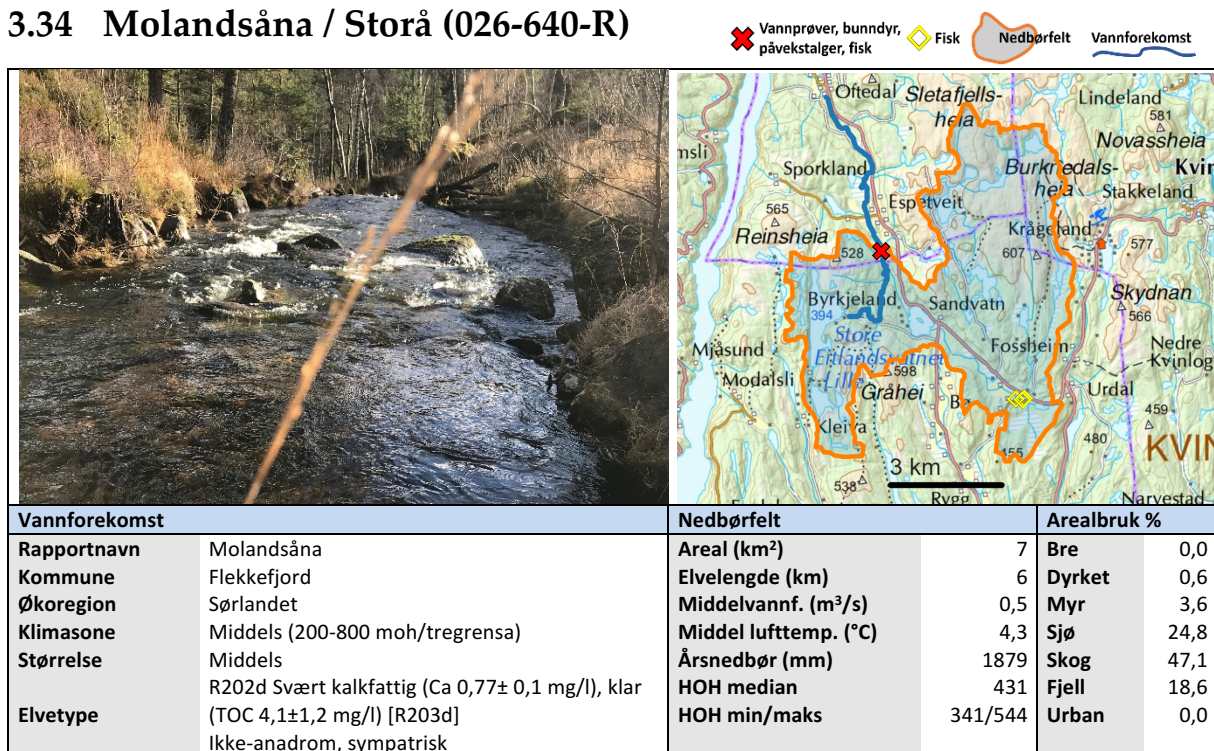 3.34 Molandsåna / Storå (026-640-R)
Vannprøver, bunndyr,
påvekstalger, fisk
Fisk
Nedbørfelt
Vannforekomst
Oftedal
Sletafjells-
heia
Lindeland
581
Novassheia
msli
Sporkland
Burknedals-
heia
Kvin
Stakkeland
Espetveit
565
Reinsheia
Krågeland
528
607
577
Byrkjeland
394
Sandvatn
Skydnan
566
Store
Eitlandsvatnet
Lille
Mjåsund
Fossheim
Nedre
Kvinlog
Modalsli
598
Gråhei
Bø
Urdal
459
Kleiva
455
480
KVIN
3 km
538
Rygg
Narvestad
Vannforekomst
Nedbørfelt
Arealbruk %
Rapportnavn Molandsåna
Areal (km²) 7
Bre 0,0
Kommune Flekkefjord
Elvelengde (km) 6
Dyrket 0,6
Økoregion Sørlandet
Middelvannf. (m³/s) 0,5
Myr 3,6
Klimasone Middels (200-800 moh/tregrensa)
Middel lufttemp. (°C) 4,3
Sjø 24,8
Størrelse Middels
Årsnedbør (mm) 1879
Skog 47,1
R202d Svært kalkfattig (Ca 0,77± 0,1 mg/l), klar
HOH median 431
Fjell 18,6
Elvetype (TOC 4,1±1,2 mg/l) [R203d]
HOH min/maks 341/544
Urban 0,0
Ikke-anadrom, sympatrisk